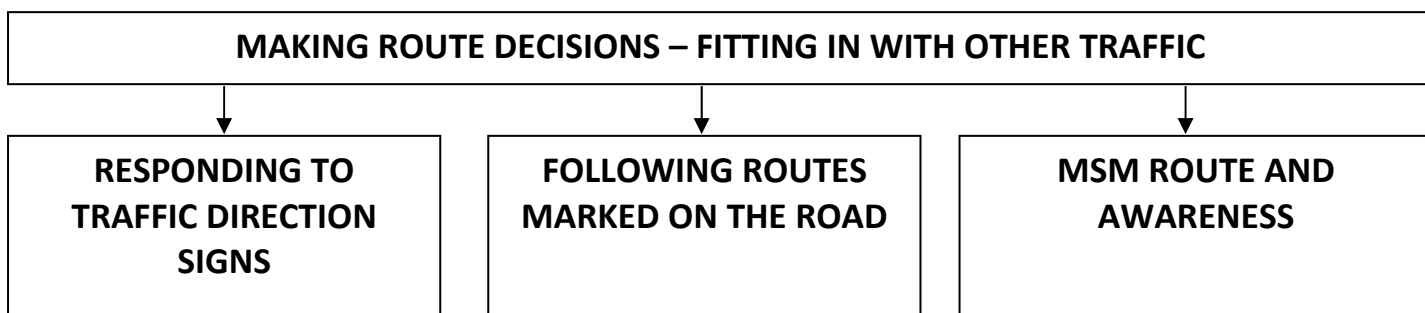 MAKING ROUTE DECISIONS – FITTING IN WITH OTHER TRAFFIC
RESPONDING TO
TRAFFIC DIRECTION
SIGNS
FOLLOWING ROUTES
MARKED ON THE ROAD
MSM ROUTE AND
AWARENESS